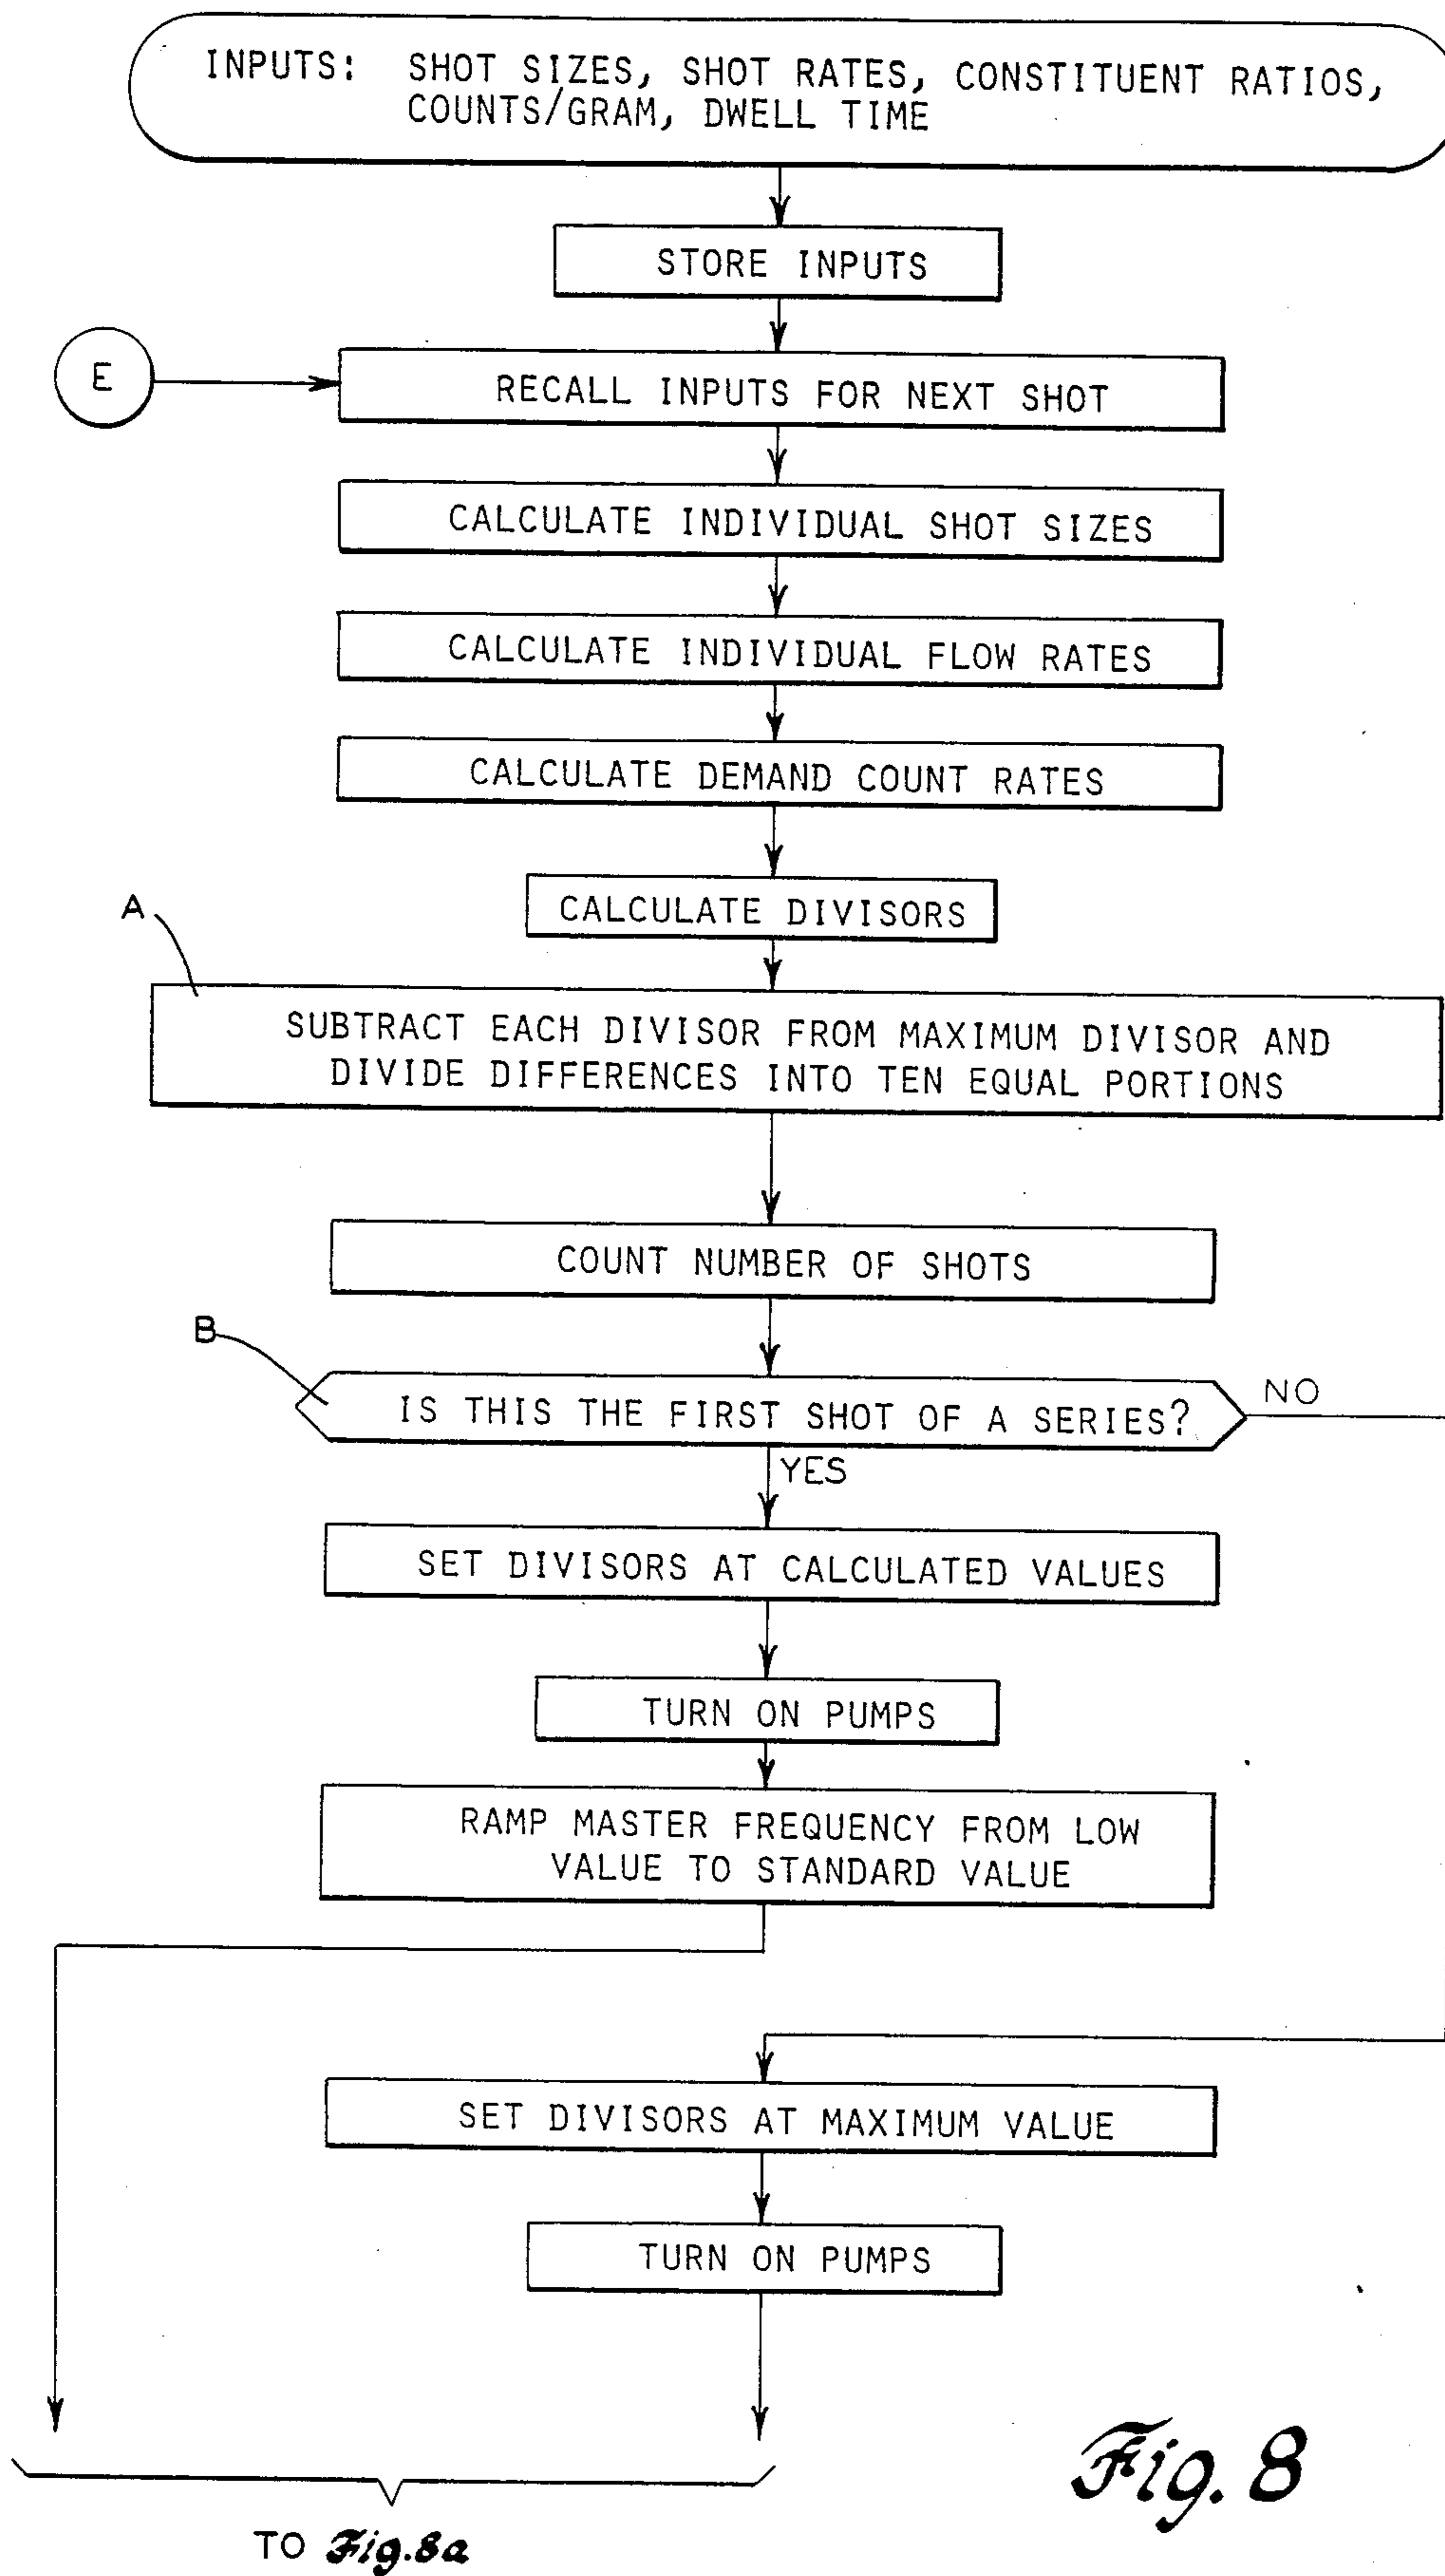 INPUTS: SHOT SIZES, SHOT RATES, CONSTITUENT RATIOS,
COUNTS/GRAM, DWELL TIME
STORE INPUTS
E
RECALL INPUTS FOR NEXT SHOT
CALCULATE INDIVIDUAL SHOT SIZES
CALCULATE INDIVIDUAL FLOW RATES
CALCULATE DEMAND COUNT RATES
CALCULATE DIVISORS
A
SUBTRACT EACH DIVISOR FROM MAXIMUM DIVISOR AND
DIVIDE DIFFERENCES INTO TEN EQUAL PORTIONS
COUNT NUMBER OF SHOTS
B
IS THIS THE FIRST SHOT OF A SERIES?
NO
YES
SET DIVISORS AT CALCULATED VALUES
TURN ON PUMPS
RAMP MASTER FREQUENCY FROM LOW
VALUE TO STANDARD VALUE
SET DIVISORS AT MAXIMUM VALUE
TURN ON PUMPS
Fig. 8
TO Fig.8a